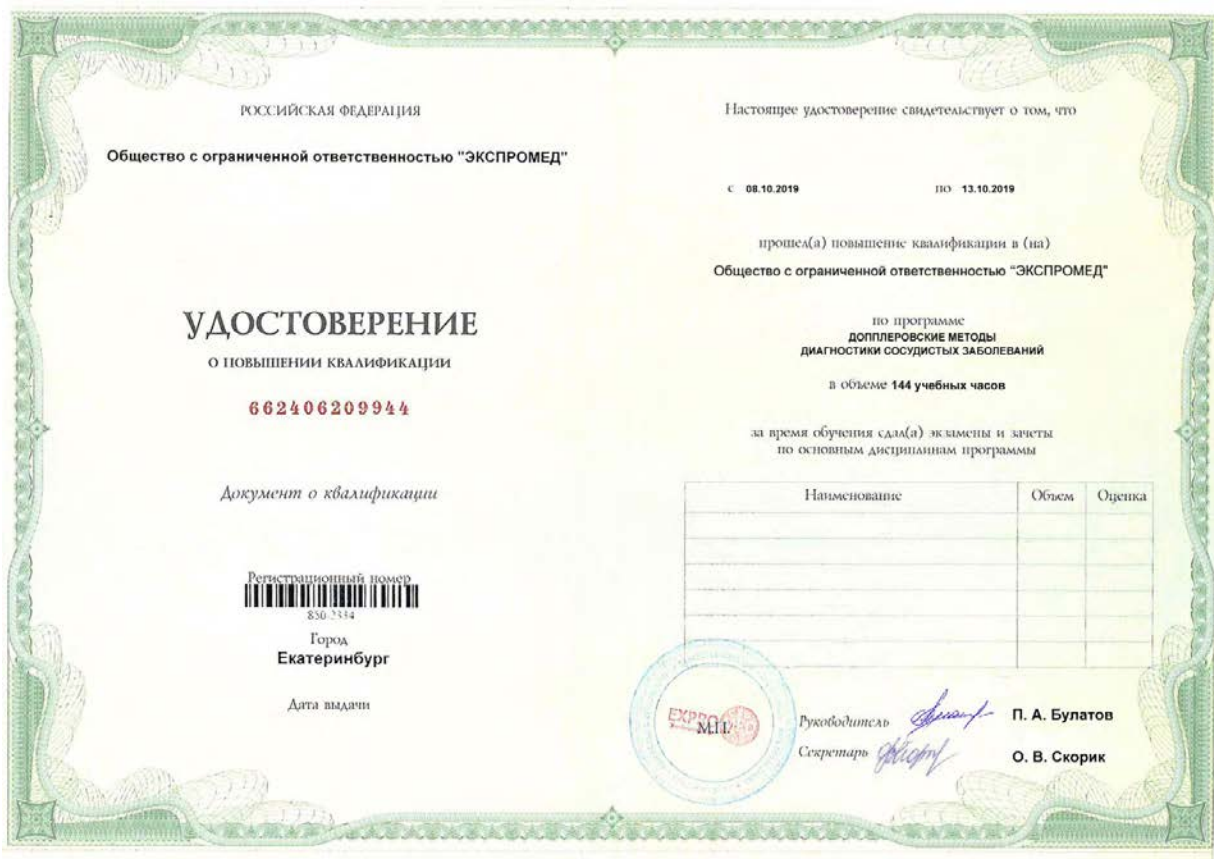 РОССИЙСКАЯ ФЕДЕРАЦИЯ
Общество с ограниченной ответственностью "ЭКСПРОМЕД"
УДОСТОВЕРЕНИЕ
О ПОВЫШЕНИИ КВАЛИФИКАЦИИ
662406209944
Документ о квалификации
Регистрационный номер
850-2334
Город
Екатеринбург
Дата выдачи
Настоящее удостоверение свидетельствует о том, что
с 08.10.2019 по 13.10.2019
прошел(а) повышение квалификации в (на)
Общество с ограниченной ответственностью "ЭКСПРОМЕД"
по программе
ДОППЛЕРОВСКИЕ МЕТОДЫ
ДИАГНОСТИКИ СОСУДИСТЫХ ЗАБОЛЕВАНИЙ
в объеме 144 учебных часов
за время обучения сдал(а) экзамены и зачеты
по основным дисциплинам программы
Наименование Объем Оценка
М.П.
Руководитель П. А. Булатов
Секретарь О. В. Скорик